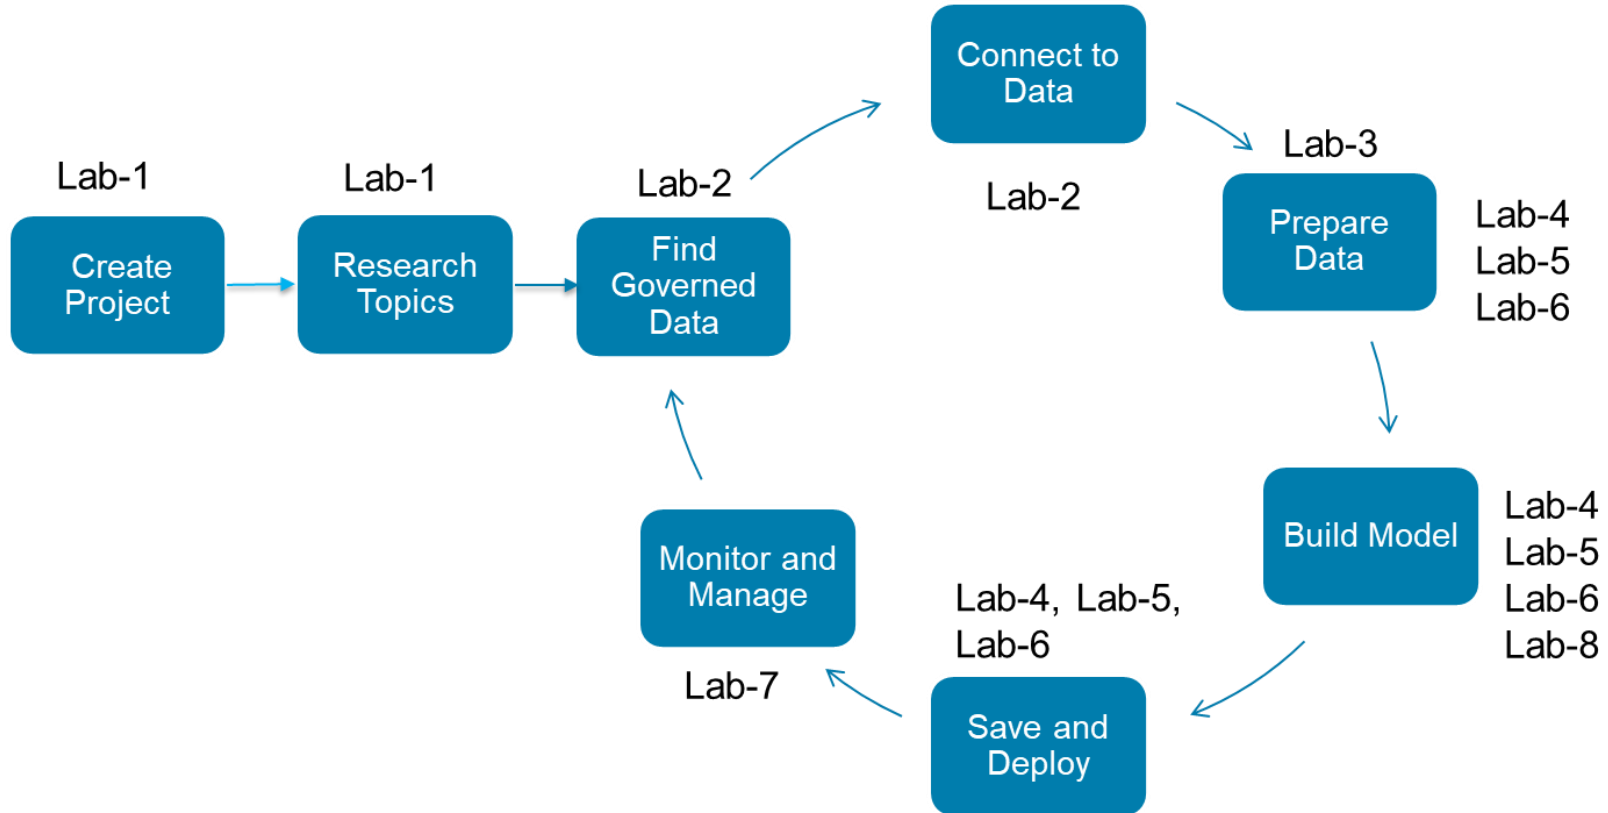 Lab-1
Create
Project
Lab-1
Research
Topics
Lab-2
Find
Governed
Data
Connect to
Data
Lab-2
Lab-3
Prepare
Data
Lab-4
Lab-5
Lab-6
Build Model
Lab-4
Lab-5
Lab-6
Lab-8
Lab-4, Lab-5,
Lab-6
Save and
Deploy
Monitor and
Manage
Lab-7